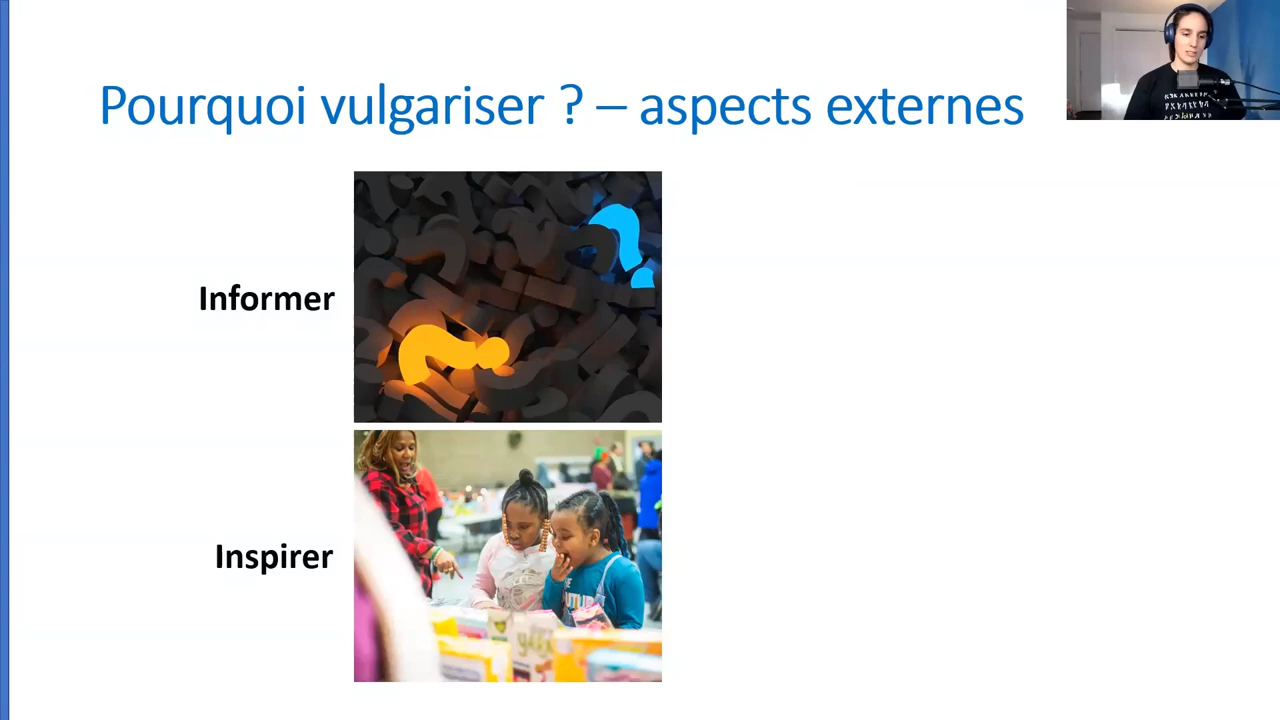 Pourquoi vulgariser ? – aspects externes
Informer
Inspirer